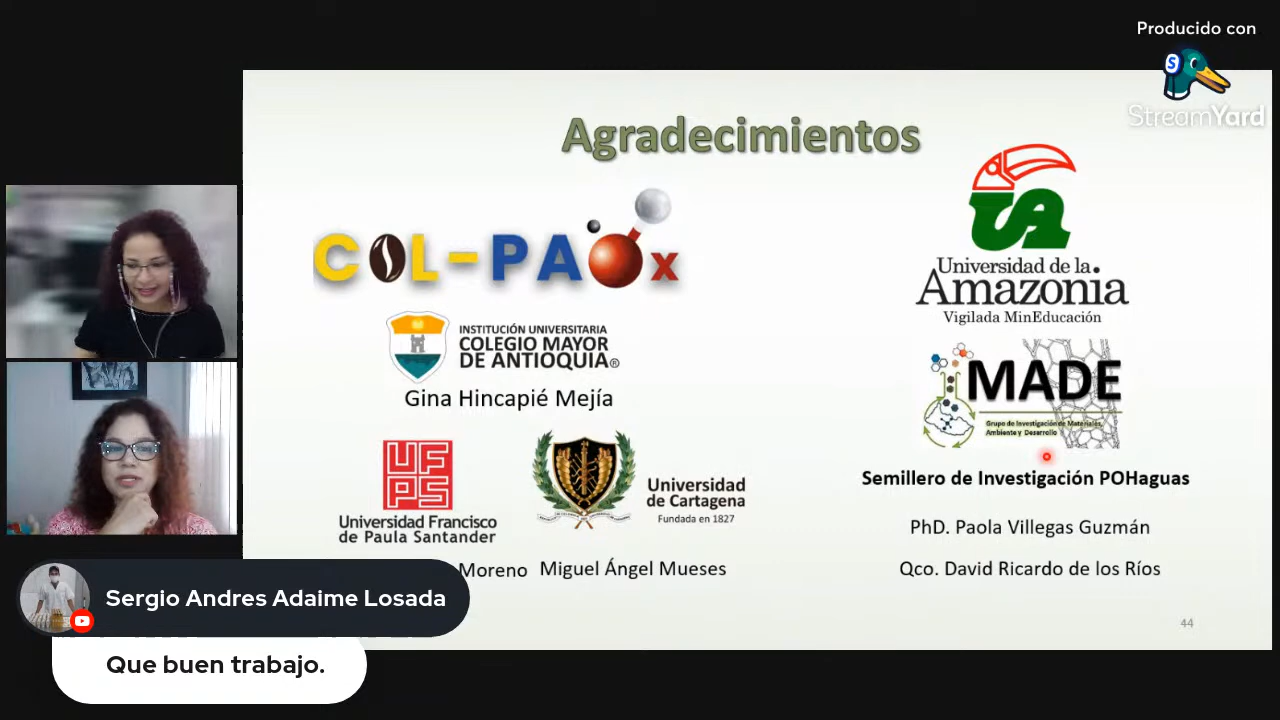 Producido con
StreamYard
Agradecimientos
COL-PAOx
INSTITUCIÓN UNIVERSITARIA
COLEGIO MAYOR
DE ANTIOQUIA®
Gina Hincapié Mejía
UFPS
Universidad Francisco
de Paula Santander
Moreno
Universidad
de Cartagena
Fundada en 1827
Miguel Ángel Mueses
UA
Universidad de la
Amazonia
Vigilada MinEducación
MADE
Grupo de Investigación de Materiales,
Ambiente y Desarrollo
Semillero de Investigación POHaguas
PhD. Paola Villegas Guzmán
Qco. David Ricardo de los Ríos
44
Sergio Andres Adaime Losada
Que buen trabajo.